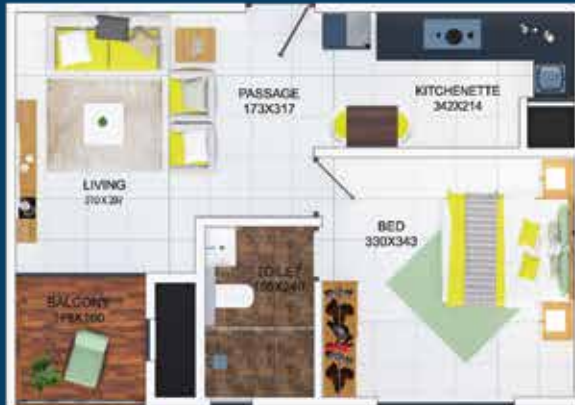 PASSAGE
173X317
KITCHENETTE
342X214
LIVING
BED
330X343
TOILET
BALCONY